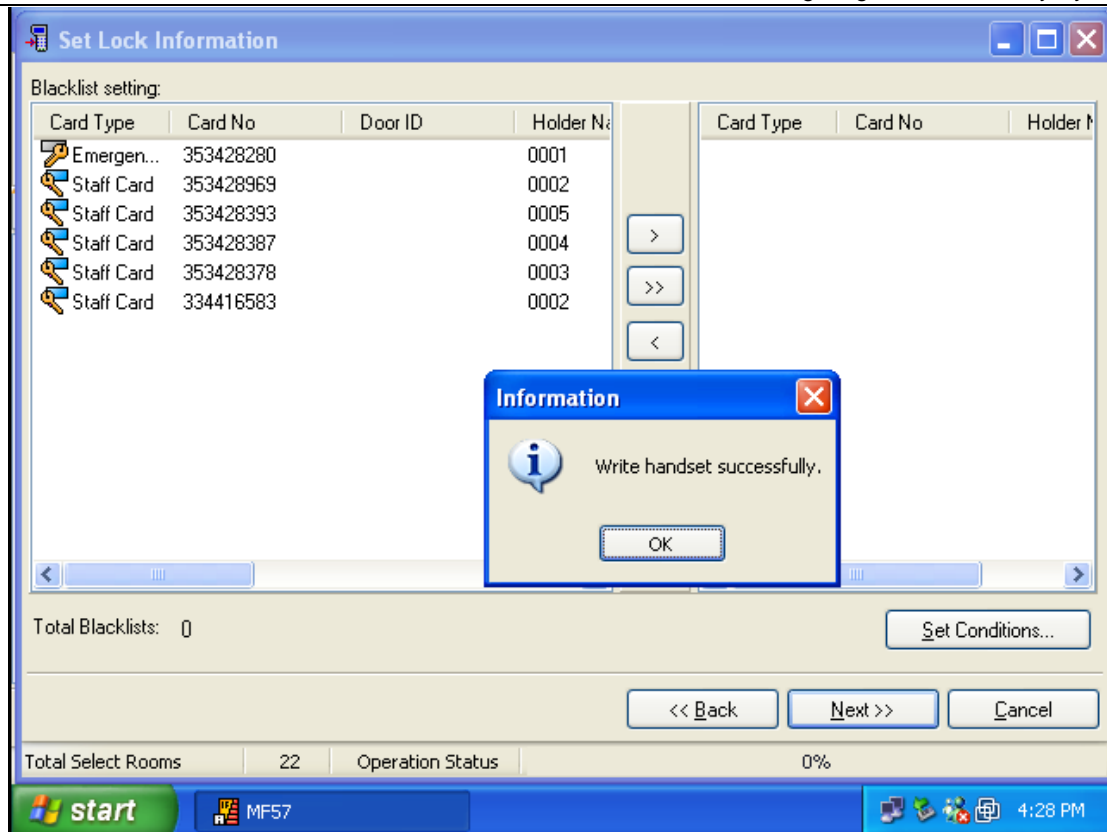 Set Lock Information
Blacklist setting:
Card Type Card No Door ID Holder Na
Emergen... 353428280 0001
Staff Card 353428969 0002
Staff Card 353428393 0005
Staff Card 353428387 0004
Staff Card 353428378 0003
Staff Card 334416583 0002
>
>>
<
Card Type Card No Holder N
Information
Write handset successfully.
OK
Total Blacklists: 0
Set Conditions...
<< Back Next >> Cancel
Total Select Rooms 22 Operation Status 0%
start MF57 4:28 PM